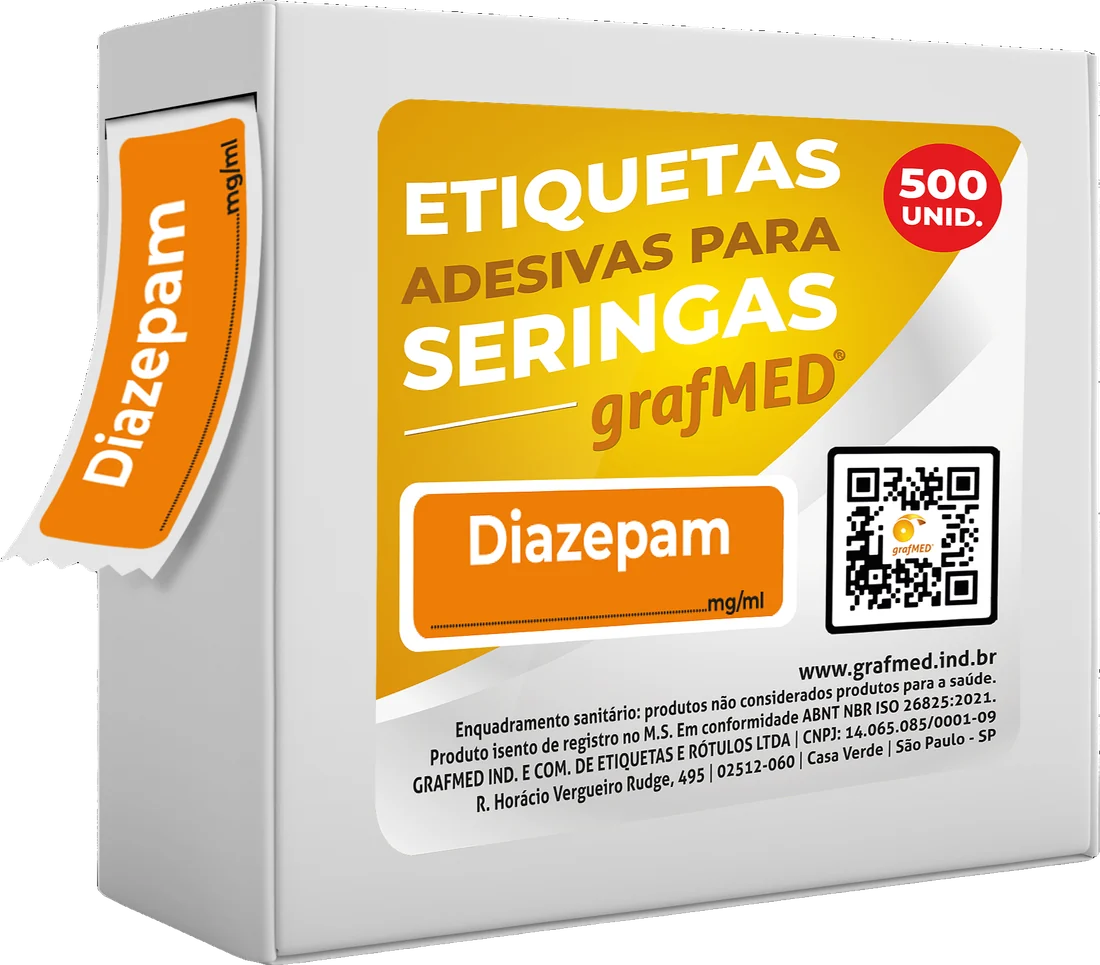 Diazepam
....................mg/ml
ETIQUETAS
ADESIVAS PARA
SERINGAS
grafMED®
500
UNID.
Diazepam
....................mg/ml
grafMED
www.grafmed.ind.br
Enquadramento sanitário: produtos não considerados produtos para a saúde.
Produto isento de registro no M.S. Em conformidade ABNT NBR ISO 26825:2021.
GRAFMED IND. E COM. DE ETIQUETAS E RÓTULOS LTDA | CNPJ: 14.065.085/0001-09
R. Horácio Vergueiro Rudge, 495 | 02512-060 | Casa Verde | São Paulo - SP